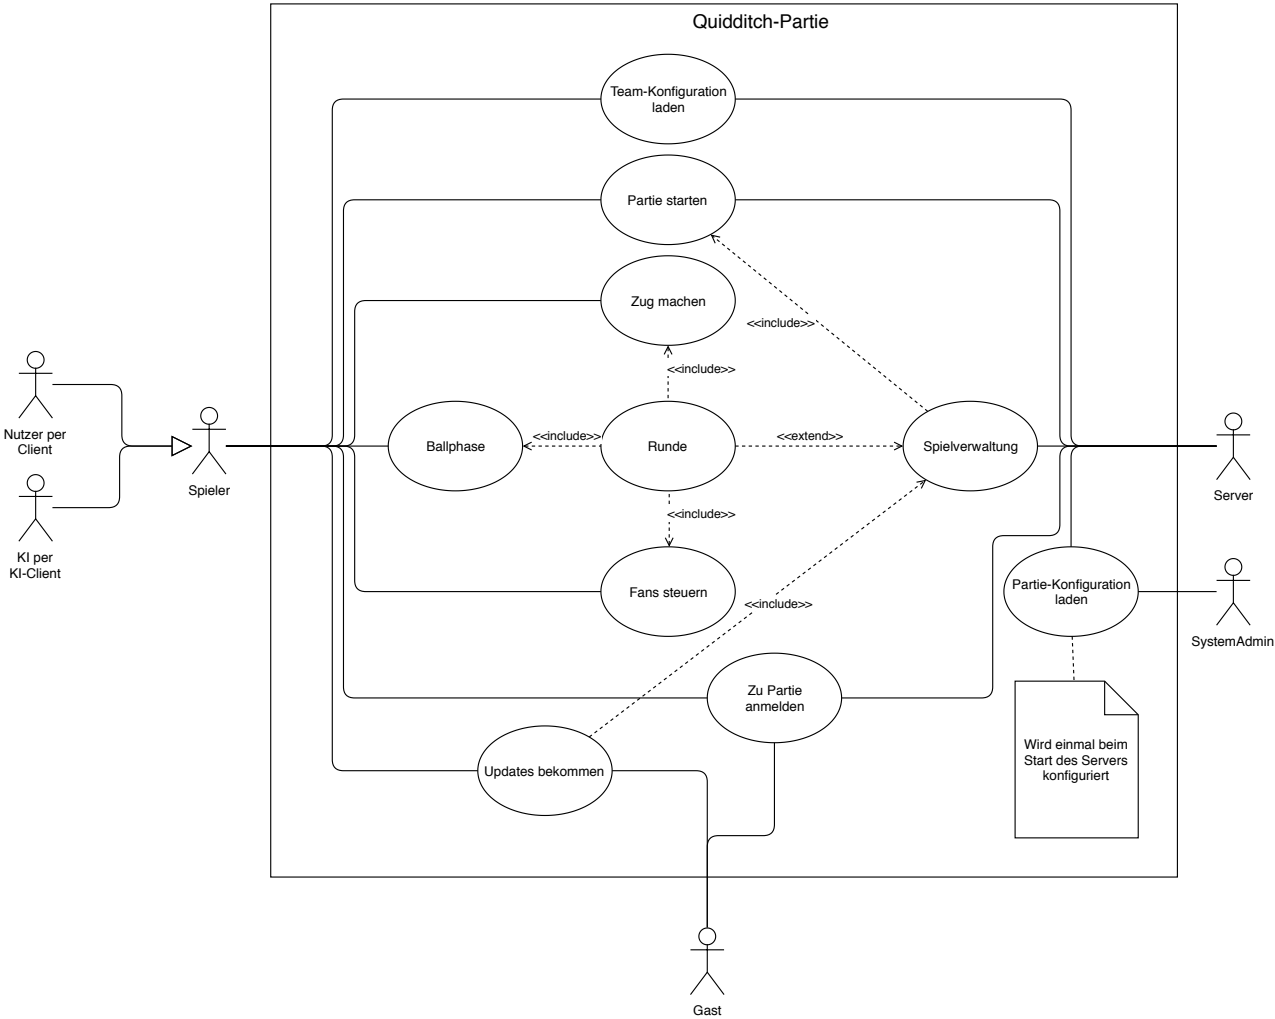 Quidditch-Partie
Team-Konfiguration
laden
Partie starten
Zug machen
<<include>>
<<include>>
Nutzer per
Client
Spieler
KI per
KI-Client
Ballphase
<<include>>
Runde
<<extend>>
Spielverwaltung
Server
<<include>>
Fans steuern
<<include>>
Partie-Konfiguration
laden
SystemAdmin
Zu Partie
anmelden
Updates bekommen
Wird einmal beim
Start des Servers
konfiguriert
Gast